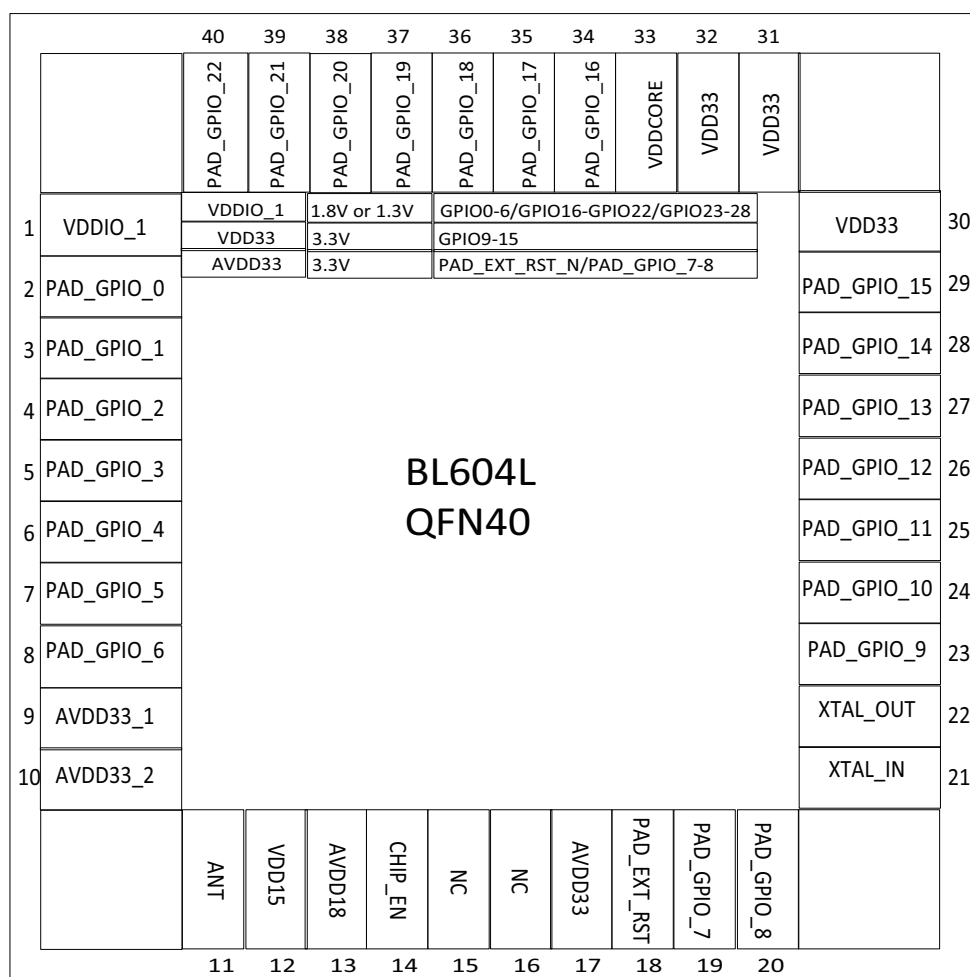 40 39 38 37 36 35 34 33 32 31
PAD_GPIO_22
PAD_GPIO_21
PAD_GPIO_20
PAD_GPIO_19
PAD_GPIO_18
PAD_GPIO_17
PAD_GPIO_16
VDDCORE
VDD33
VDD33
VDDIO_1 1.8V or 1.3V GPIO0-6/GPIO16-GPIO22/GPIO23-28
VDD33 3.3V GPIO9-15
AVDD33 3.3V PAD_EXT_RST_N/PAD_GPIO_7-8
1 VDDIO_1
2 PAD_GPIO_0
3 PAD_GPIO_1
4 PAD_GPIO_2
5 PAD_GPIO_3
6 PAD_GPIO_4
7 PAD_GPIO_5
8 PAD_GPIO_6
9 AVDD33_1
10 AVDD33_2
BL604L
QFN40
VDD33 30
PAD_GPIO_15 29
PAD_GPIO_14 28
PAD_GPIO_13 27
PAD_GPIO_12 26
PAD_GPIO_11 25
PAD_GPIO_10 24
PAD_GPIO_9 23
XTAL_OUT 22
XTAL_IN 21
ANT
VDD15
AVDD18
CHIP_EN
NC
NC
AVDD33
PAD_EXT_RST
PAD_GPIO_7
PAD_GPIO_8
11 12 13 14 15 16 17 18 19 20